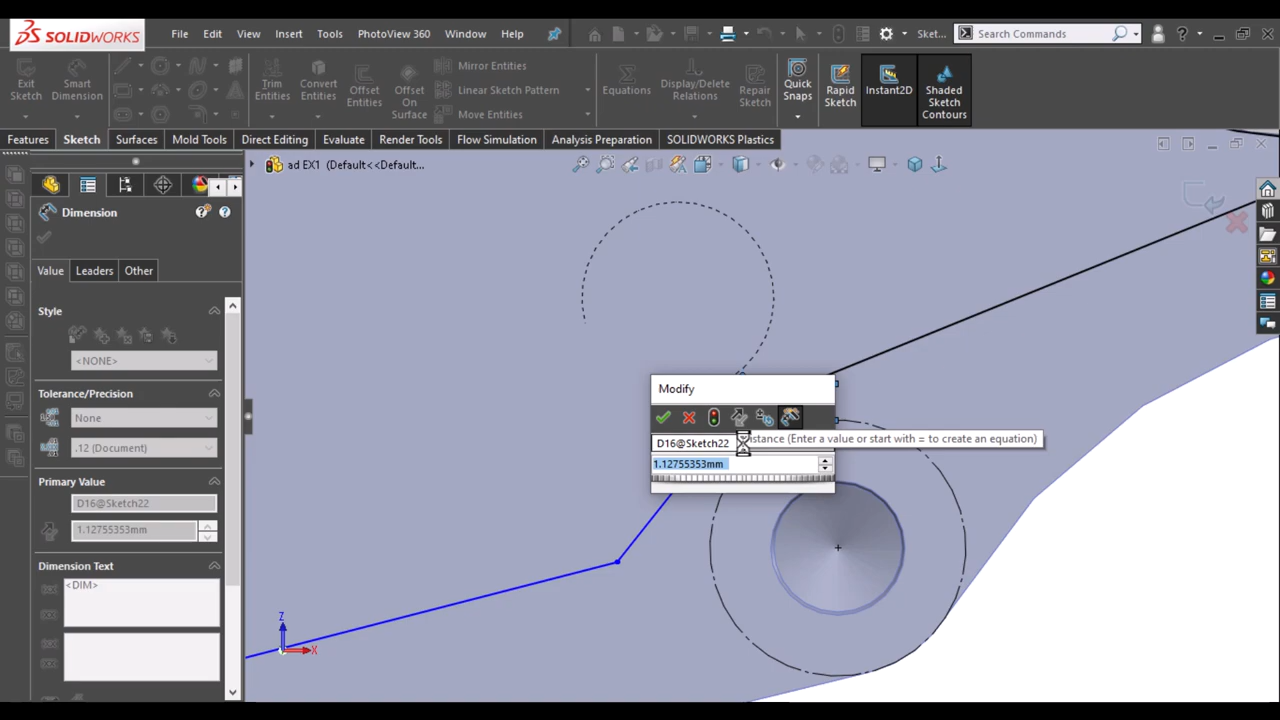 SOLIDWORKS
File Edit View Insert Tools PhotoView 360 Window Help
Sket...
Search Commands
Exit Sketch
Smart Dimension
Trim Entities
Convert Entities
Offset Entities
Offset On Surface
Mirror Entities
Linear Sketch Pattern
Move Entities
Equations
Display/Delete Relations
Repair Sketch
Quick Snaps
Rapid Sketch
Instant2D
Shaded Sketch Contours
Features Sketch Surfaces Mold Tools Direct Editing Evaluate Render Tools Flow Simulation Analysis Preparation SOLIDWORKS Plastics
ad EX1 (Default<<Default...
Dimension
Value Leaders Other
Style
<NONE>
Tolerance/Precision
None
.12 (Document)
Primary Value
D16@Sketch22
1.12755353mm
Dimension Text
<DIM>
Modify
D16@Sketch22
istance (Enter a value or start with = to create an equation)
1.12755353mm
Z
X